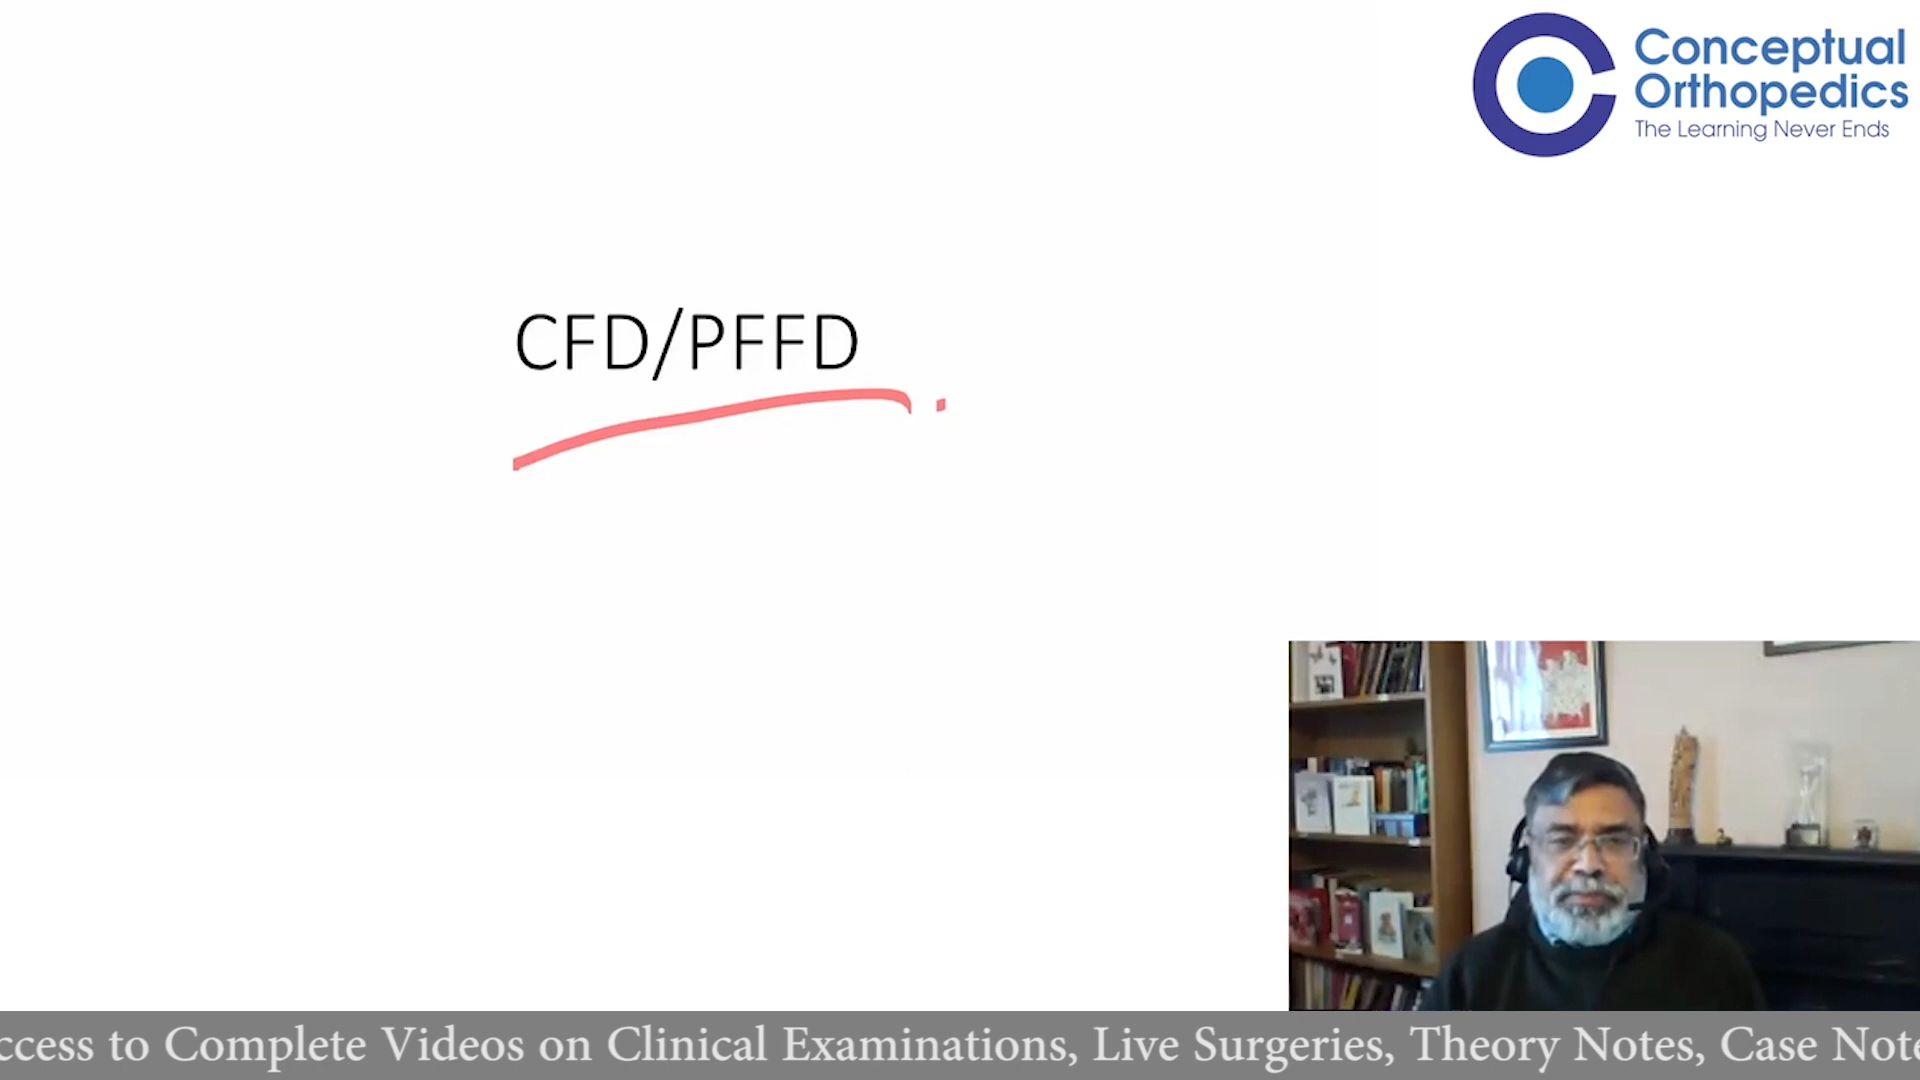 Conceptual
Orthopedics
The Learning Never Ends
CFD/PFFD
ccess to Complete Videos on Clinical Examinations, Live Surgeries, Theory Notes, Case Note